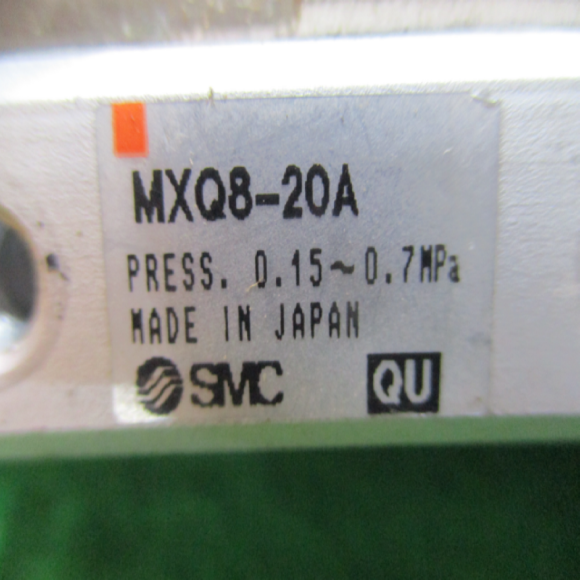 MXQ8-20A
PRESS. 0.15~0.7MPa
MADE IN JAPAN
SMC QU